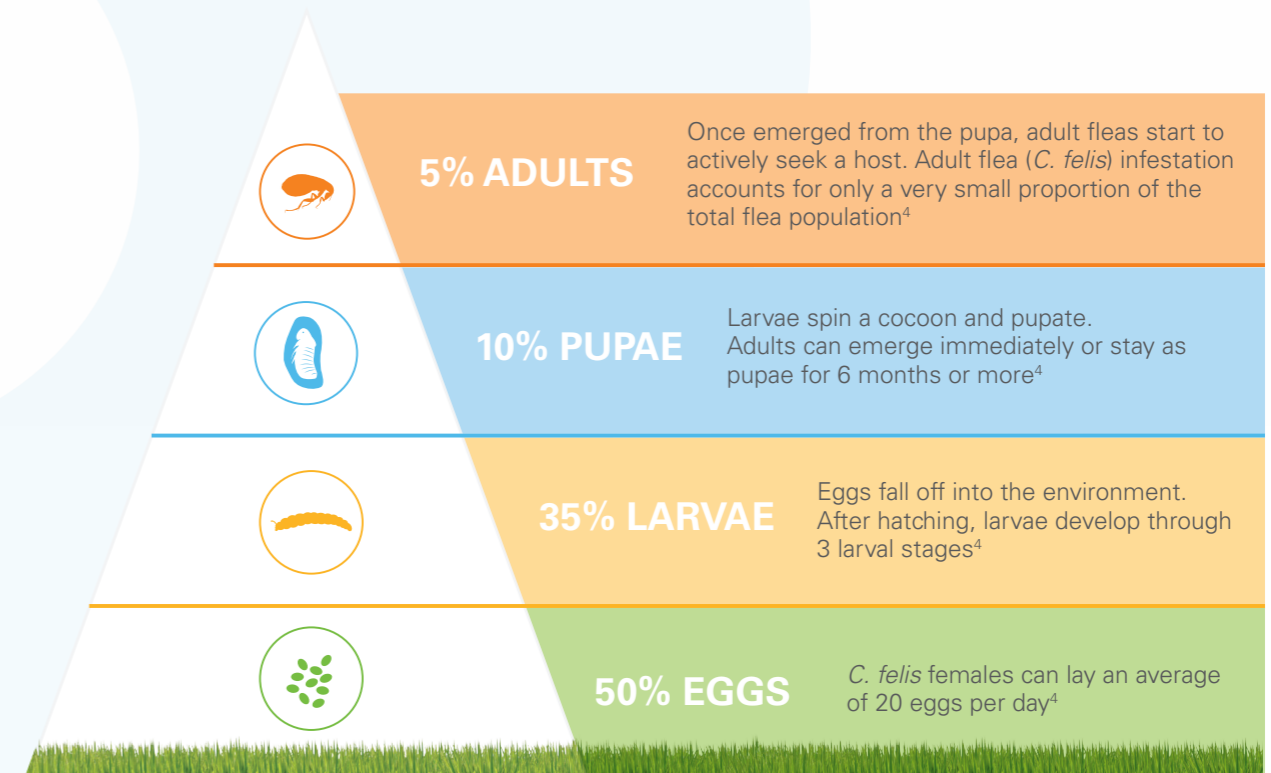 5% ADULTS
Once emerged from the pupa, adult fleas start to
actively seek a host. Adult flea (C. felis) infestation
accounts for only a very small proportion of the
total flea population⁴
10% PUPAE
Larvae spin a cocoon and pupate.
Adults can emerge immediately or stay as
pupae for 6 months or more⁴
35% LARVAE
Eggs fall off into the environment.
After hatching, larvae develop through
3 larval stages⁴
50% EGGS
C. felis females can lay an average
of 20 eggs per day⁴